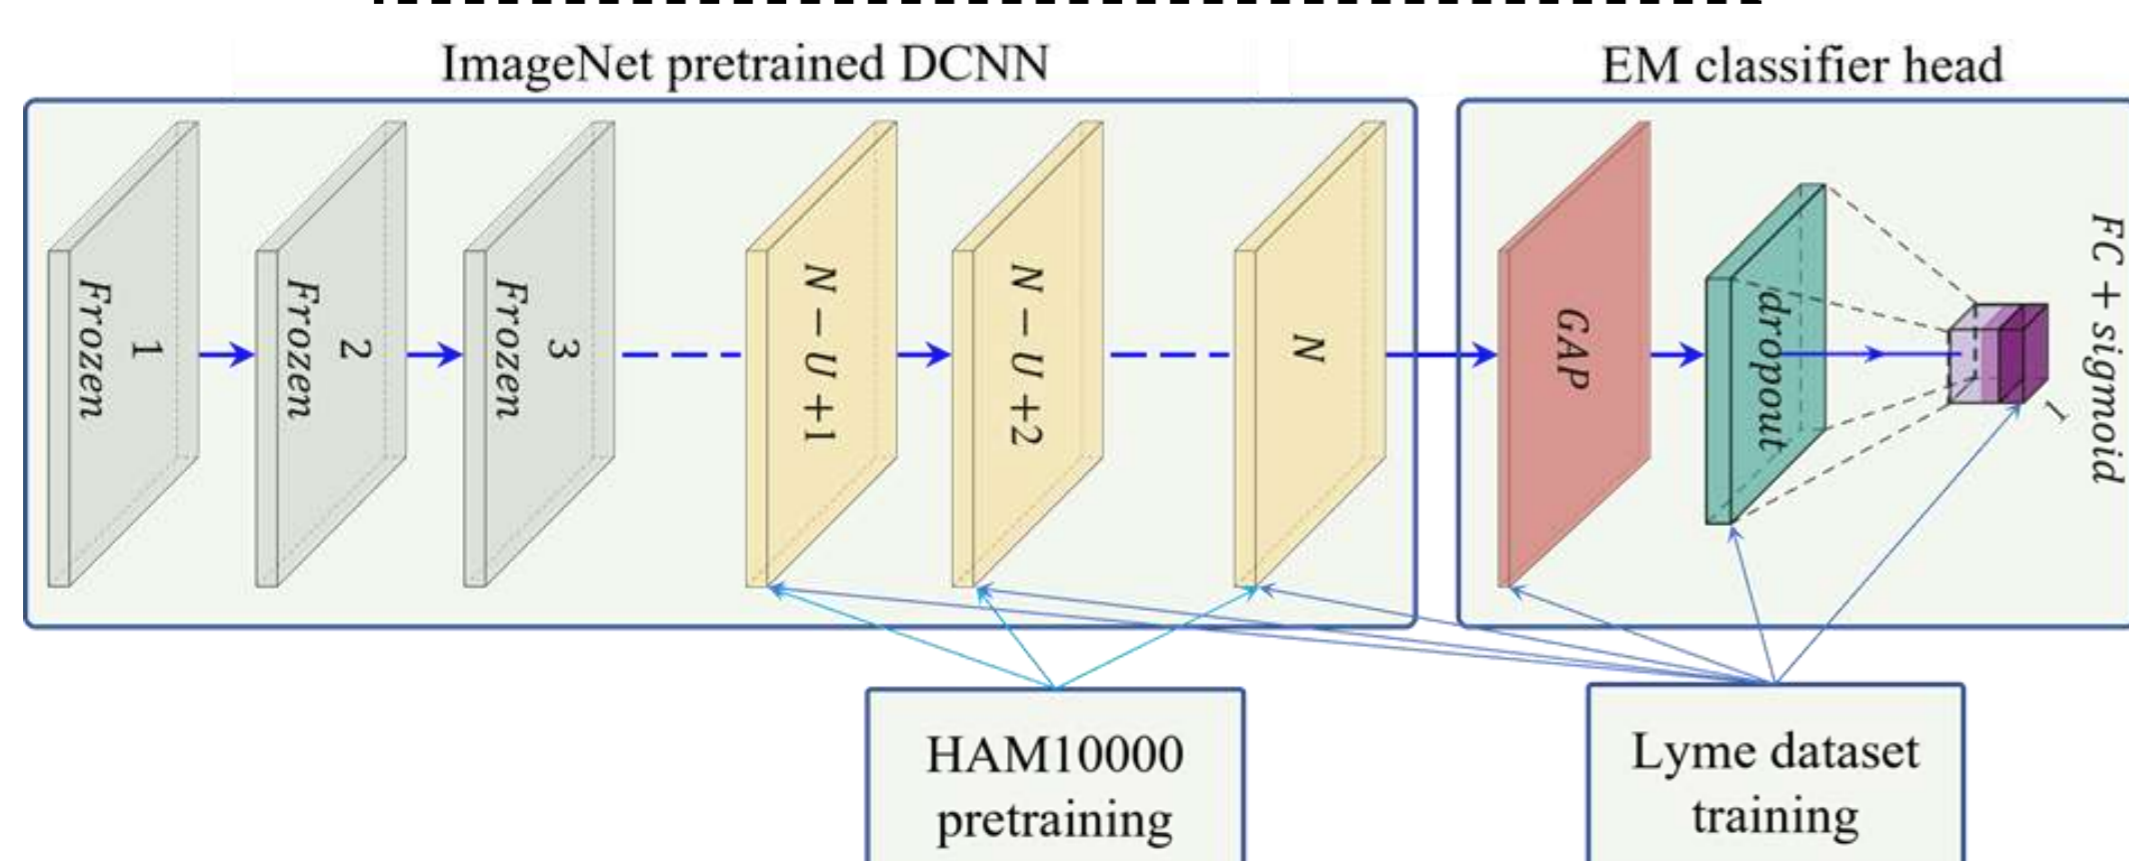 ImageNet pretrained DCNN
EM classifier head
1
Frozen
2
Frozen
3
Frozen
N − U +1
N − U +2
N
GAP
dropout
1
FC + sigmoid
HAM10000
pretraining
Lyme dataset
training